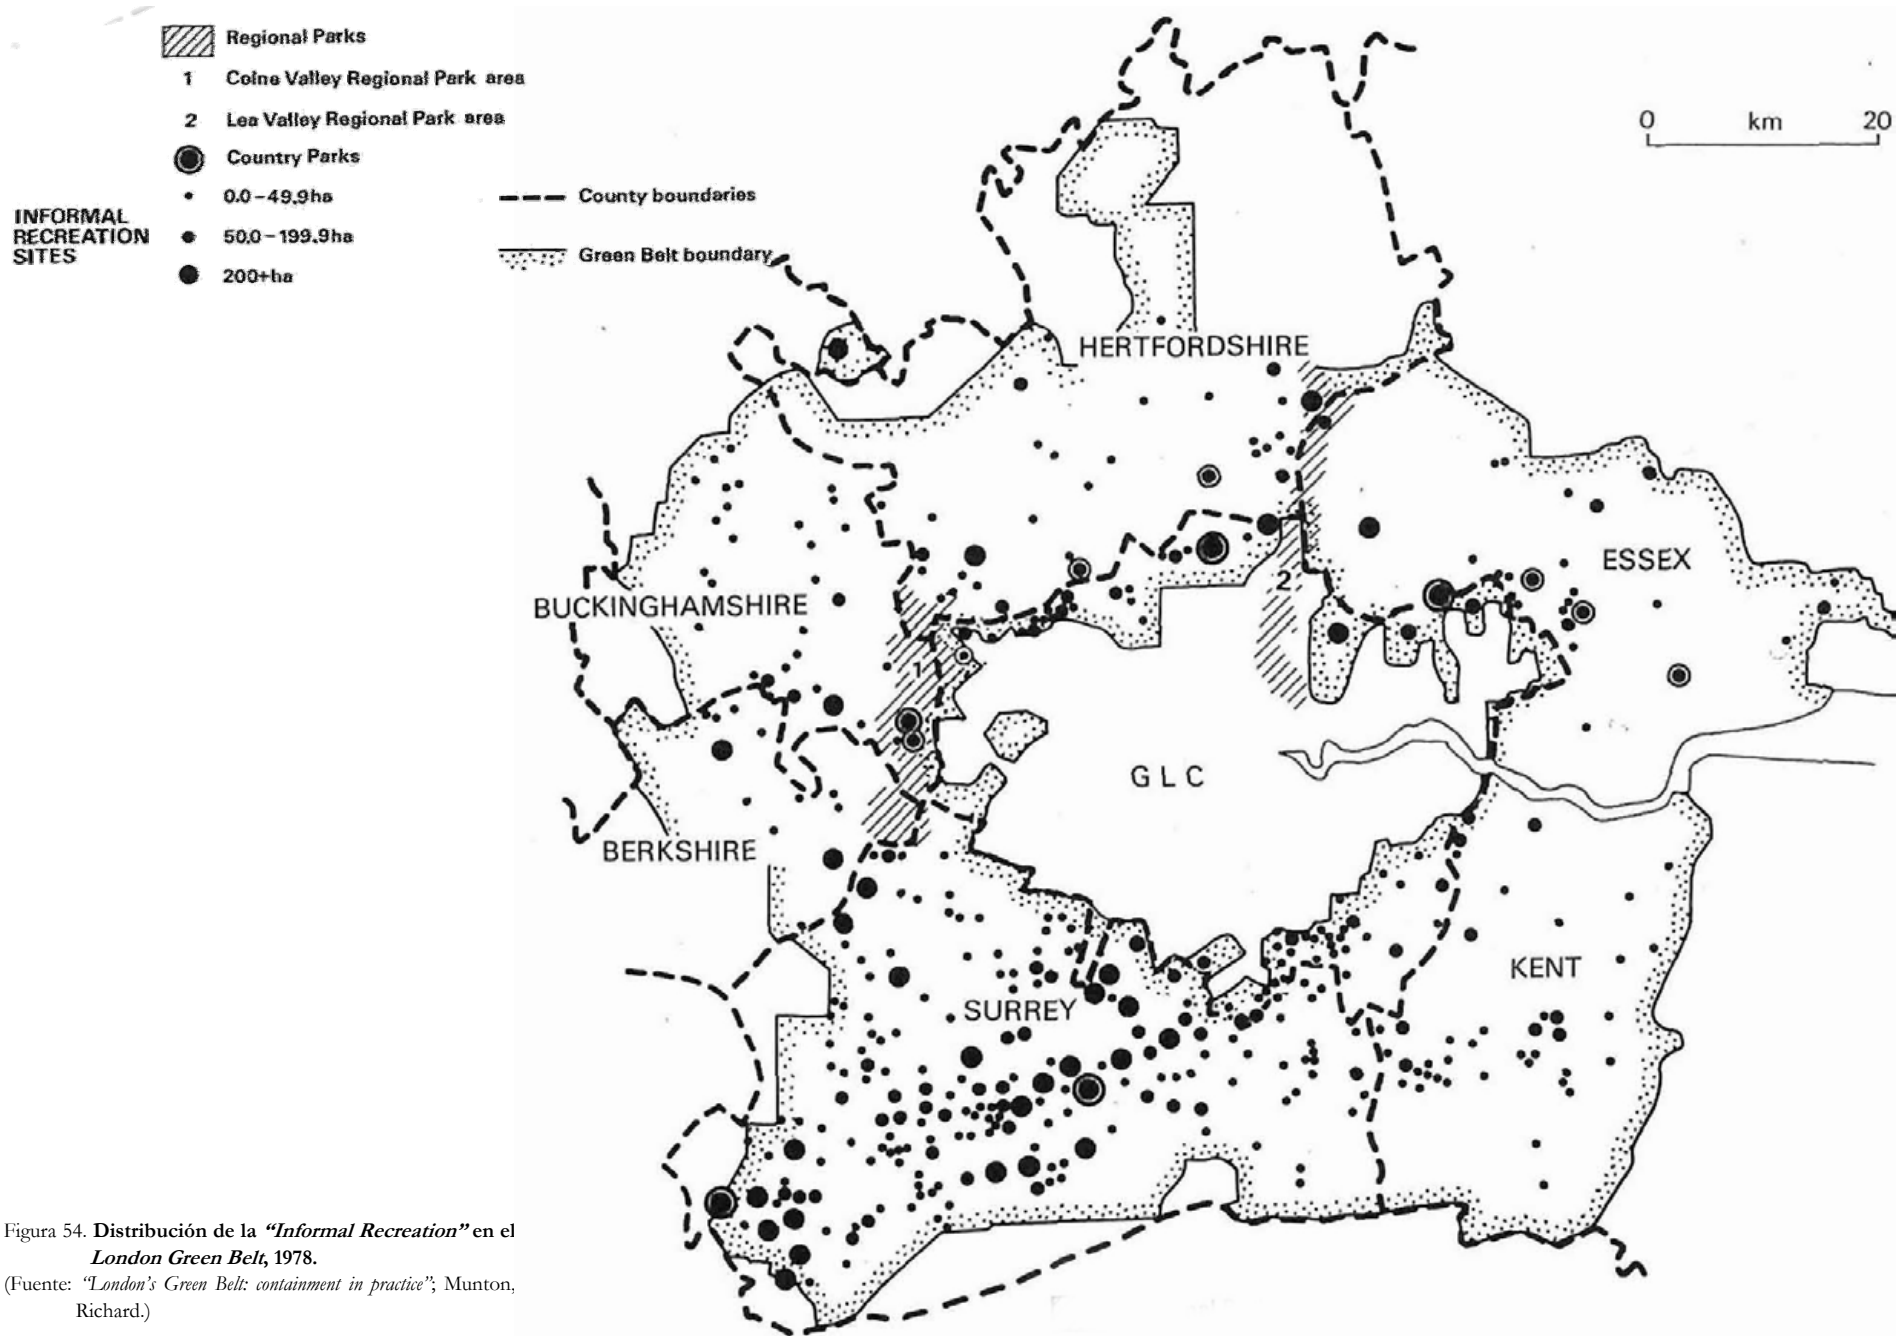 Regional Parks
1 Colne Valley Regional Park area
2 Lea Valley Regional Park area
Country Parks
INFORMAL
RECREATION
SITES
0.0–49.9ha
50.0–199.9ha
200+ha
County boundaries
Green Belt boundary
0 km 20
HERTFORDSHIRE
ESSEX
2
BUCKINGHAMSHIRE
1
GLC
BERKSHIRE
KENT
SURREY
Figura 54. Distribución de la “Informal Recreation” en el
London Green Belt, 1978.
(Fuente: “London’s Green Belt: containment in practice”; Munton,
Richard.)